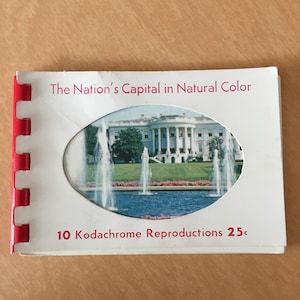 The Nation's Capital in Natural Color
10 Kodachrome Reproductions 25¢